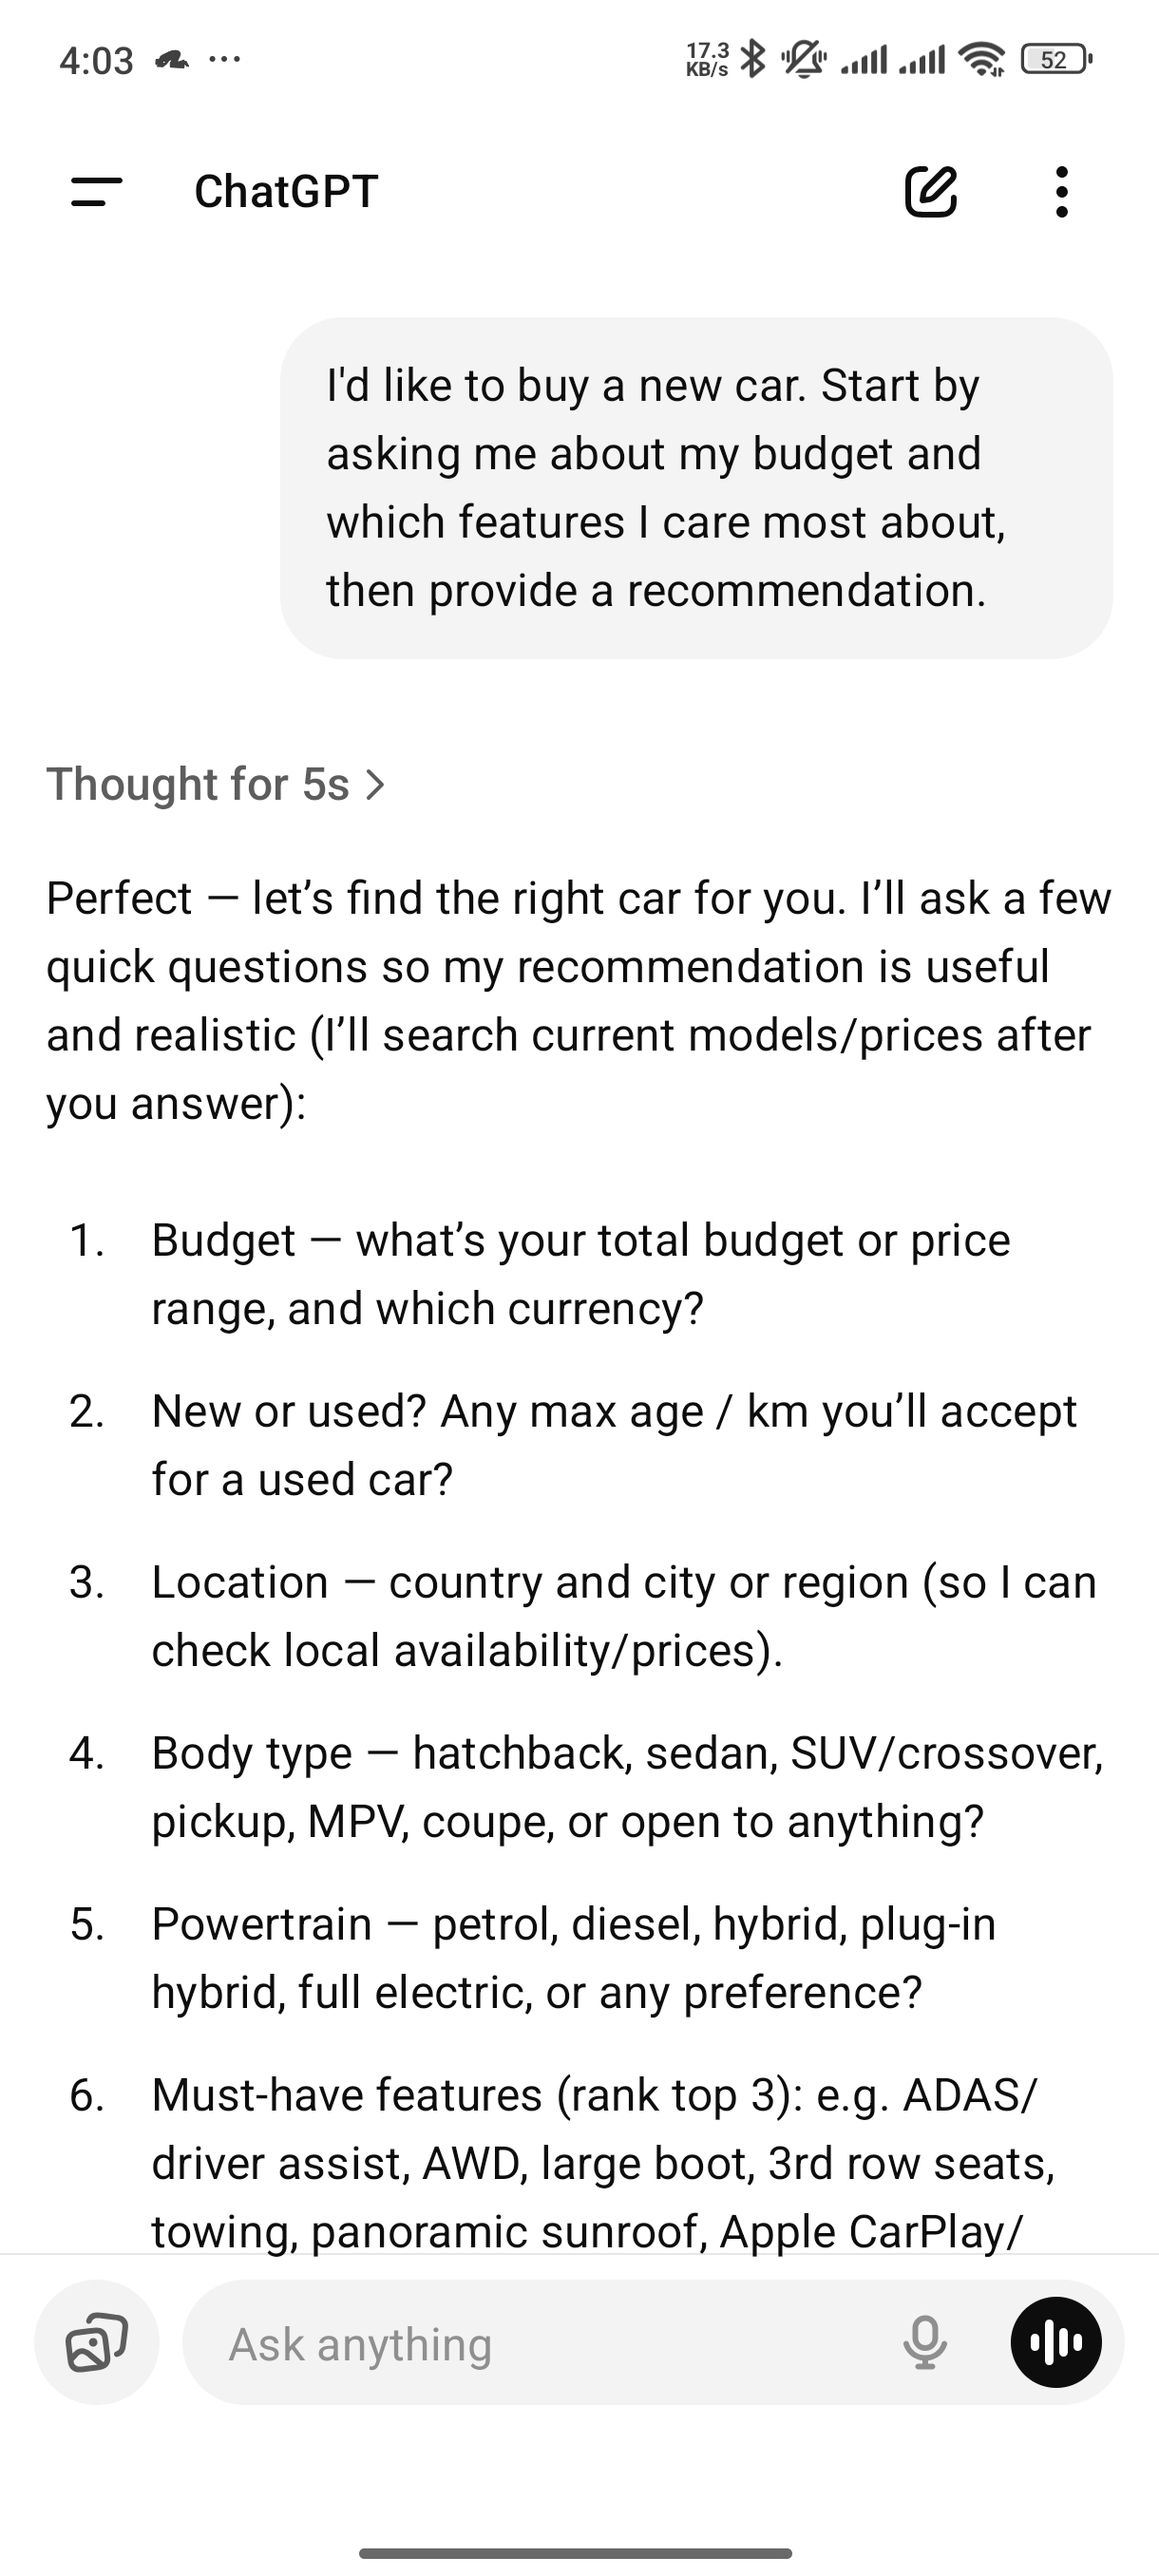 4:03 ...
17.3
KB/s
52
ChatGPT
I'd like to buy a new car. Start by
asking me about my budget and
which features I care most about,
then provide a recommendation.
Thought for 5s >
Perfect — let’s find the right car for you. I’ll ask a few
quick questions so my recommendation is useful
and realistic (I’ll search current models/prices after
you answer):
1. Budget — what’s your total budget or price
range, and which currency?
2. New or used? Any max age / km you’ll accept
for a used car?
3. Location — country and city or region (so I can
check local availability/prices).
4. Body type — hatchback, sedan, SUV/crossover,
pickup, MPV, coupe, or open to anything?
5. Powertrain — petrol, diesel, hybrid, plug-in
hybrid, full electric, or any preference?
6. Must-have features (rank top 3): e.g. ADAS/
driver assist, AWD, large boot, 3rd row seats,
towing, panoramic sunroof, Apple CarPlay/
Ask anything